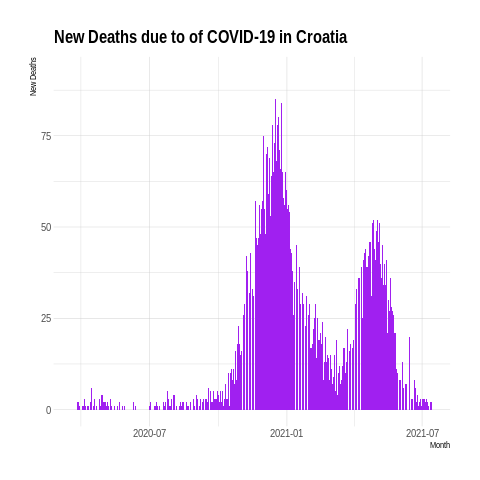 New Deaths due to of COVID-19 in Croatia
New Deaths
75
50
25
0
2020-07
2021-01
2021-07
Month